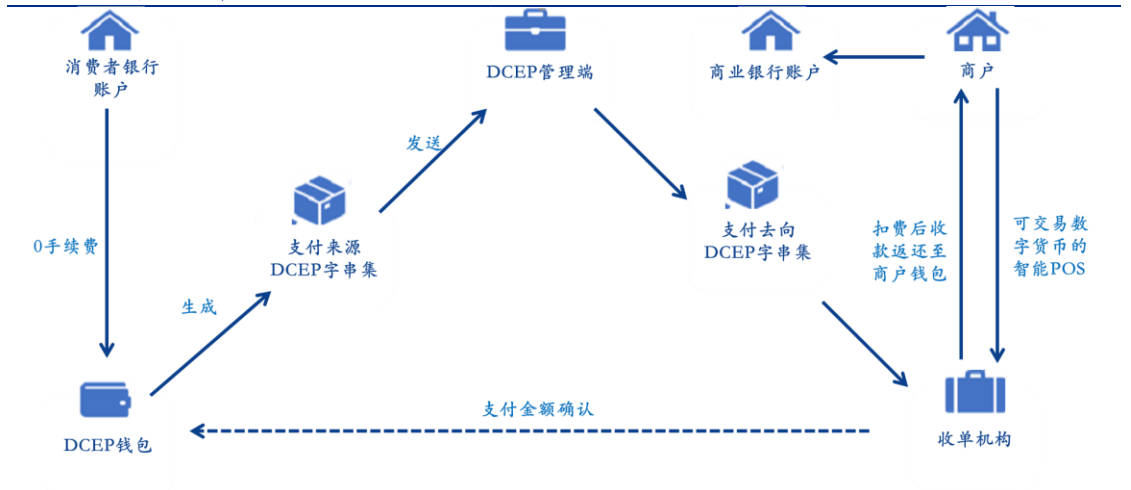 消费者银行
账户
DCEP管理端
商业银行账户
商户
发送
0手续费
支付来源
DCEP字串集
支付去向
DCEP字串集
扣费后收
款返还至
商户钱包
可交易数
字货币的
智能POS
生成
支付金额确认
DCEP钱包
收单机构